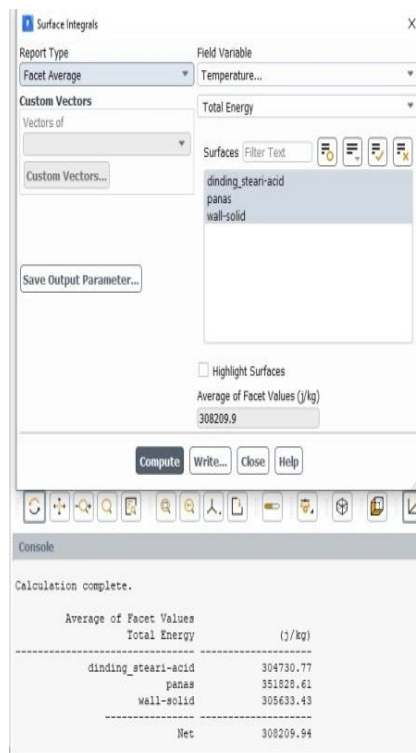 Surface Integrals
X
Report Type
Field Variable
Facet Average
Temperature...
Custom Vectors
Total Energy
Vectors of
Surfaces Filter Text
Custom Vectors...
dinding_steari-acid
panas
wall-solid
Save Output Parameter...
Highlight Surfaces
Average of Facet Values (j/kg)
308209.9
Compute Write... Close Help
Console
Calculation complete.
Average of Facet Values
Total Energy (j/kg)
-------------------------------- --------------------
dinding_steari-acid 304730.77
panas 351828.61
wall-solid 305633.43
---------------- --------------------
Net 308209.94